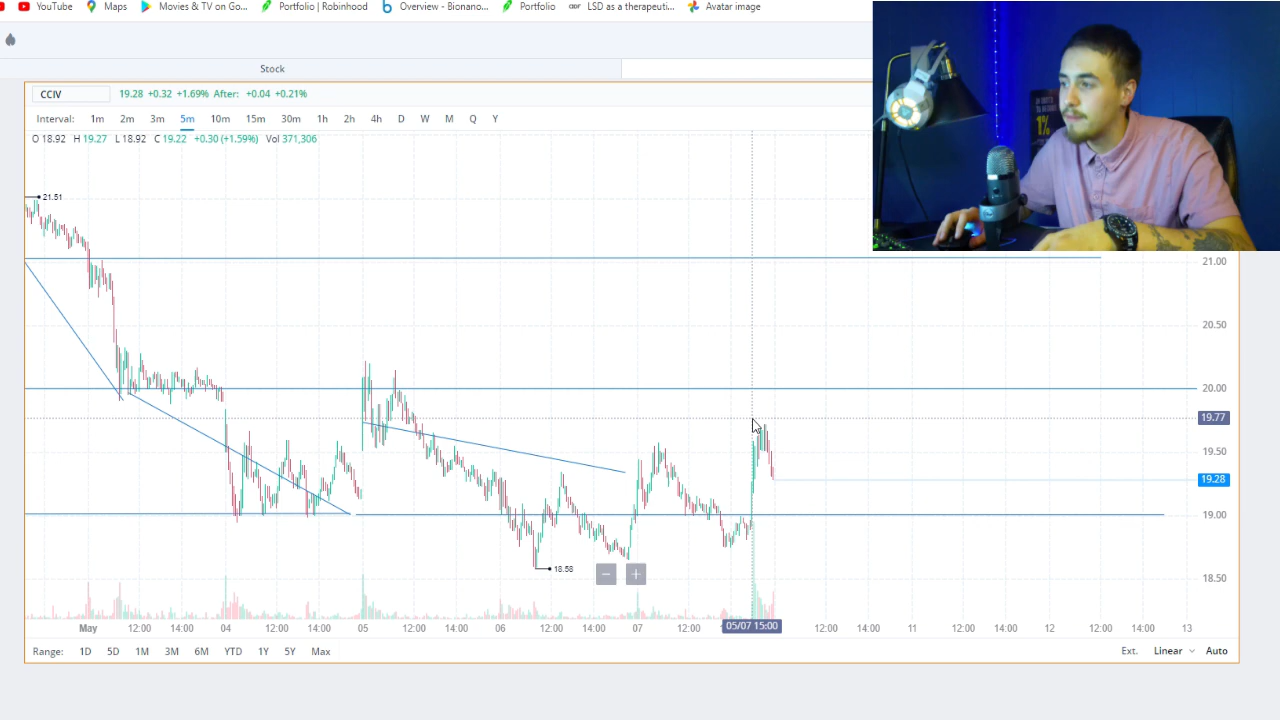 YouTube Maps Movies & TV on Go... Portfolio | Robinhood Overview - Bionano... Portfolio LSD as a therapeuti... Avatar image
Stock
CCIV 19.28 +0.32 +1.69% After: +0.04 +0.21%
Interval: 1m 2m 3m 5m 10m 15m 30m 1h 2h 4h D W M Q Y
O 18.92 H 19.27 L 18.92 C 19.22 +0.30 (+1.59%) Vol 371,306
1%
21.51
21.00
20.50
20.00
19.77
19.50
19.28
19.00
18.58
18.50
May 12:00 14:00 04 12:00 14:00 05 12:00 14:00 06 12:00 14:00 07 12:00 05/07 15:00 12:00 14:00 11 12:00 14:00 12 12:00 14:00 13
Range: 1D 5D 1M 3M 6M YTD 1Y 5Y Max Ext. Linear Auto